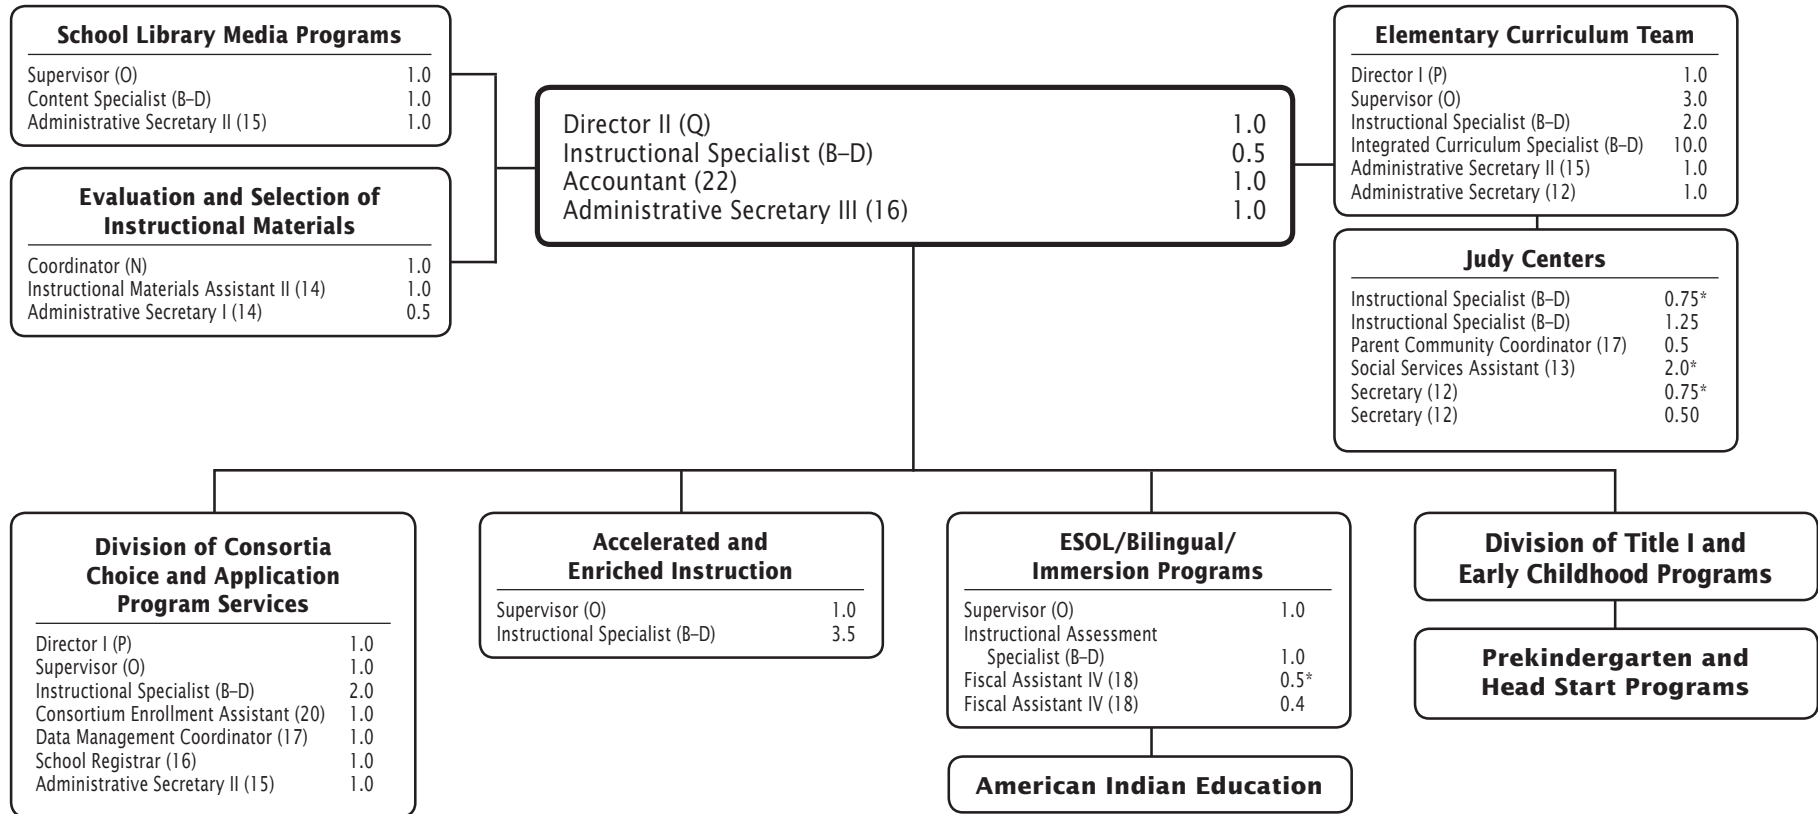 School Library Media Programs
Supervisor (O) 1.0
Content Specialist (B–D) 1.0
Administrative Secretary II (15) 1.0
Evaluation and Selection of
Instructional Materials
Coordinator (N) 1.0
Instructional Materials Assistant II (14) 1.0
Administrative Secretary I (14) 0.5
Director II (Q) 1.0
Instructional Specialist (B–D) 0.5
Accountant (22) 1.0
Administrative Secretary III (16) 1.0
Elementary Curriculum Team
Director I (P) 1.0
Supervisor (O) 3.0
Instructional Specialist (B–D) 2.0
Integrated Curriculum Specialist (B–D) 10.0
Administrative Secretary II (15) 1.0
Administrative Secretary (12) 1.0
Judy Centers
Instructional Specialist (B–D) 0.75*
Instructional Specialist (B–D) 1.25
Parent Community Coordinator (17) 0.5
Social Services Assistant (13) 2.0*
Secretary (12) 0.75*
Secretary (12) 0.50
Division of Consortia
Choice and Application
Program Services
Director I (P) 1.0
Supervisor (O) 1.0
Instructional Specialist (B–D) 2.0
Consortium Enrollment Assistant (20) 1.0
Data Management Coordinator (17) 1.0
School Registrar (16) 1.0
Administrative Secretary II (15) 1.0
Accelerated and
Enriched Instruction
Supervisor (O) 1.0
Instructional Specialist (B–D) 3.5
ESOL/Bilingual/
Immersion Programs
Supervisor (O) 1.0
Instructional Assessment
Specialist (B–D) 1.0
Fiscal Assistant IV (18) 0.5*
Fiscal Assistant IV (18) 0.4
American Indian Education
Division of Title I and
Early Childhood Programs
Prekindergarten and
Head Start Programs